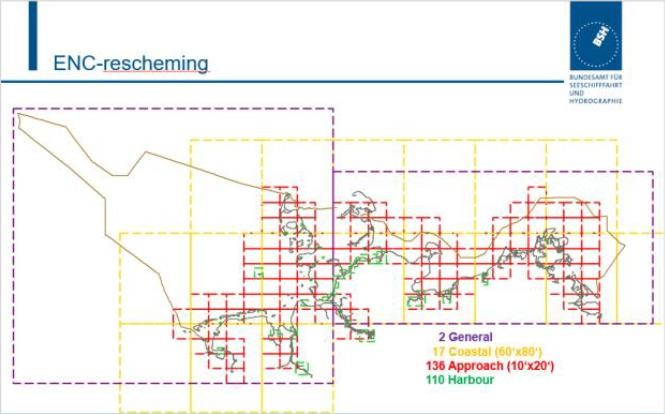 ENC-rescheming
BSH
BUNDESAMT FÜR
SEESCHIFFFAHRT
UND
HYDROGRAPHIE
2 General
17 Coastal (60'x80')
136 Approach (10'x20')
110 Harbour